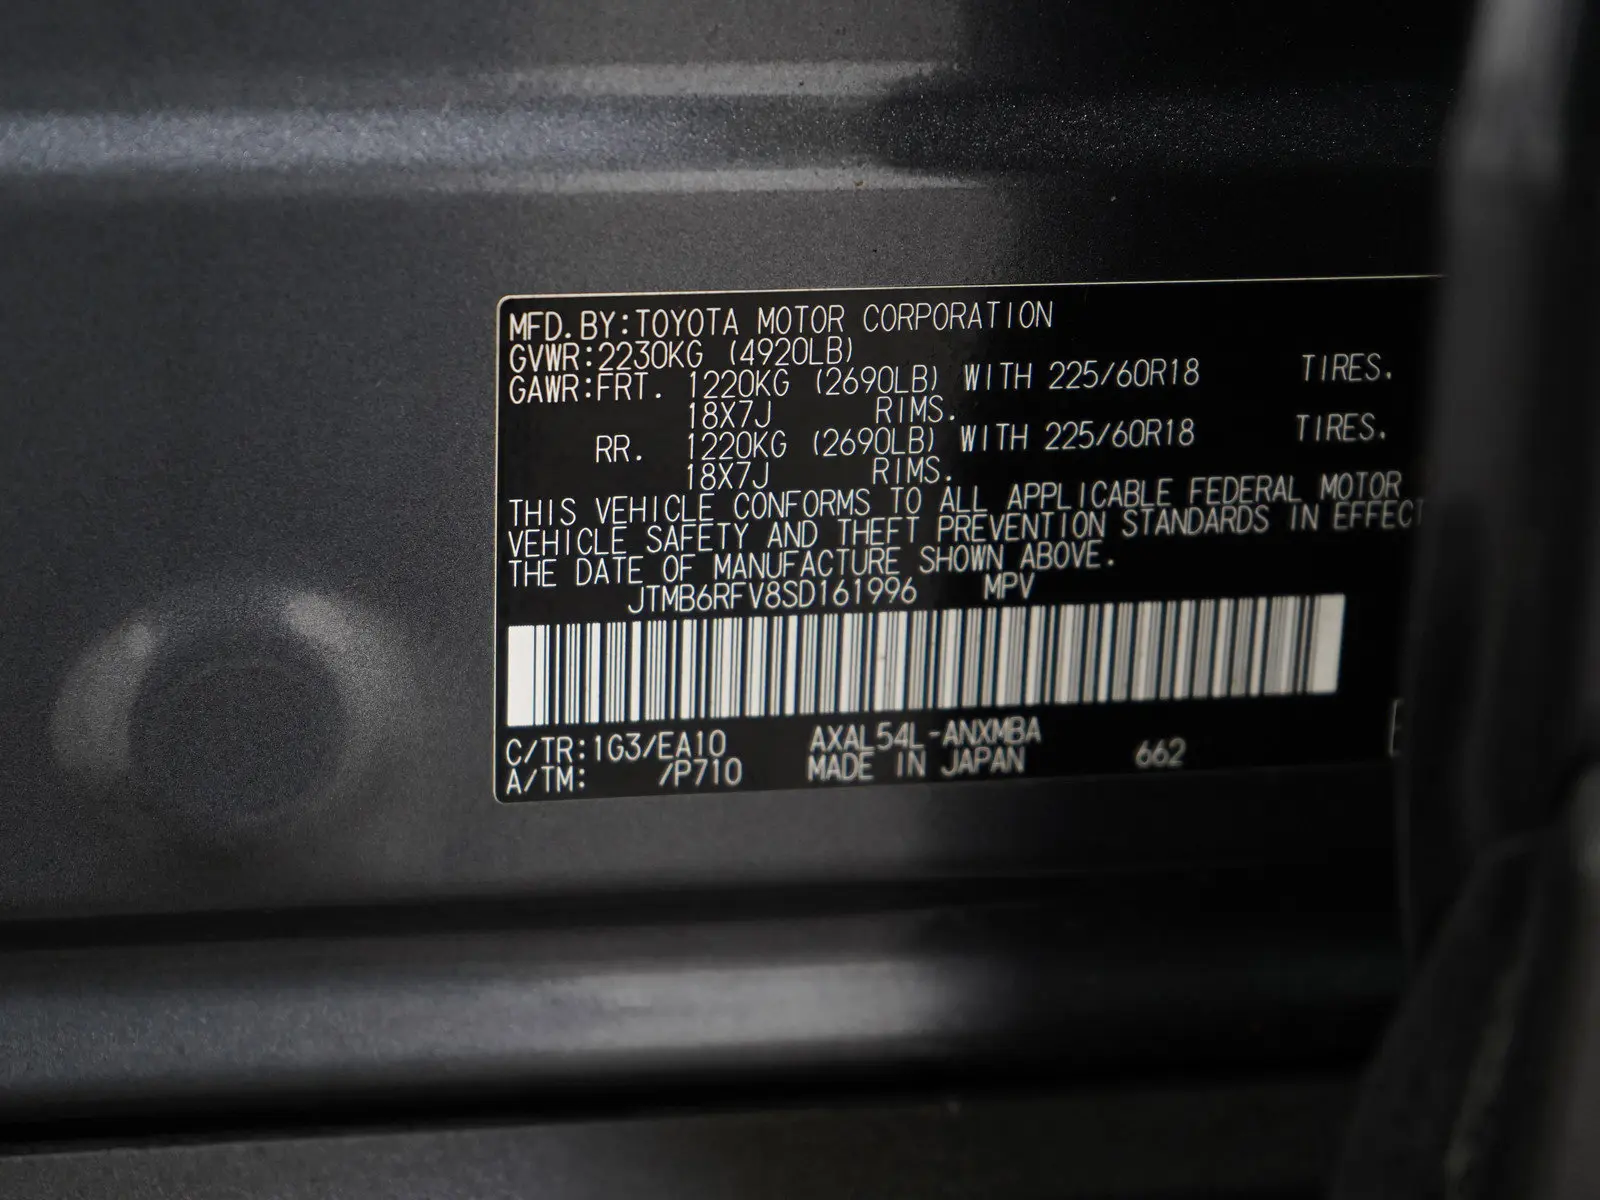 MFD. BY: TOYOTA MOTOR CORPORATION
GVWR: 2230KG (4920LB)
GAWR: FRT. 1220KG (2690LB) WITH 225/60R18 TIRES.
18X7J RIMS.
RR. 1220KG (2690LB) WITH 225/60R18 TIRES.
18X7J RIMS.
THIS VEHICLE CONFORMS TO ALL APPLICABLE FEDERAL MOTOR
VEHICLE SAFETY AND THEFT PREVENTION STANDARDS IN EFFECT
THE DATE OF MANUFACTURE SHOWN ABOVE.
JTMB6RFV8SD161996 MPV
C/TR: 1G3/EA10 AXAL54L-ANXMBA
A/TM: /P710 MADE IN JAPAN 662